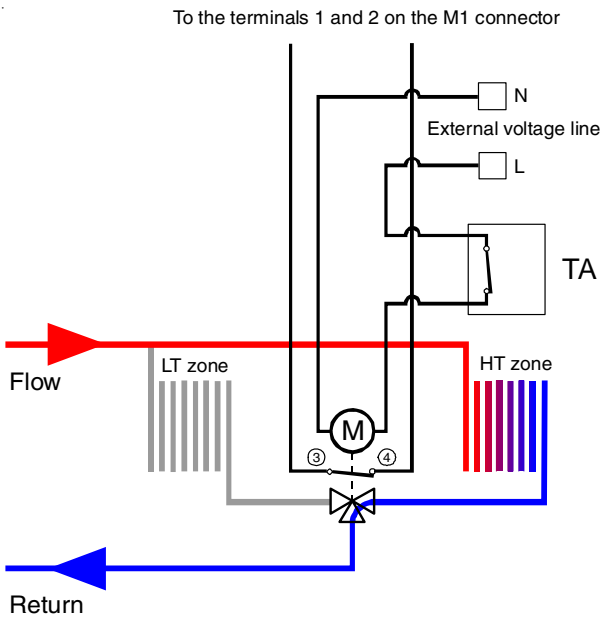 To the terminals 1 and 2 on the M1 connector
N
External voltage line
L
TA
LT zone
HT zone
Flow
M
3
4
Return